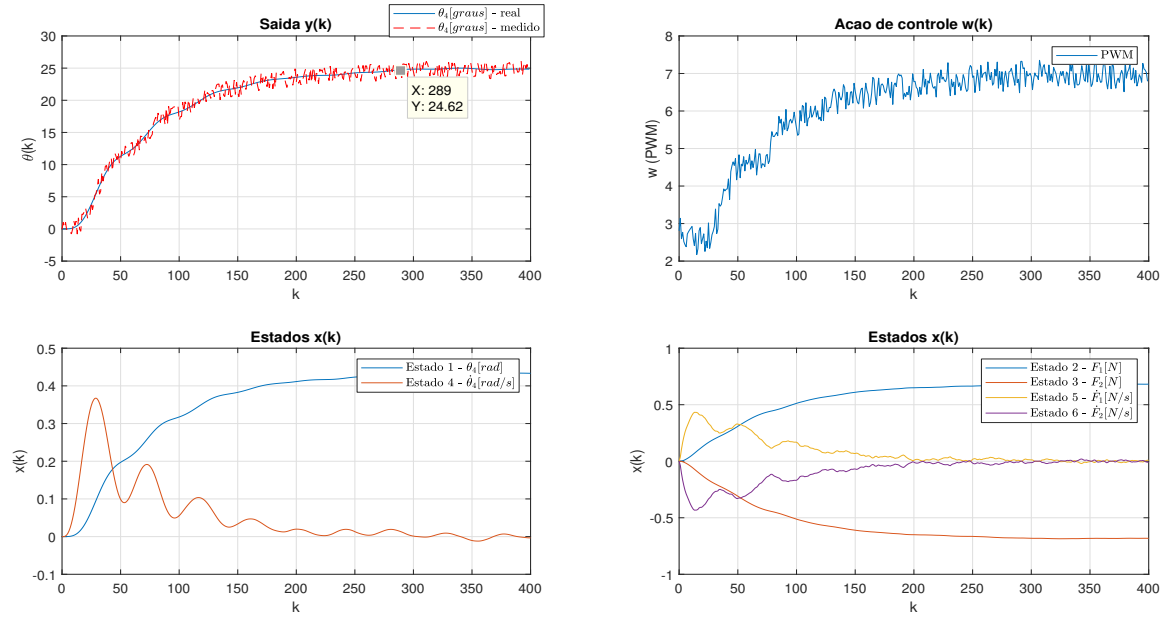 Saida y(k)
θ₄[graus] - real
θ₄[graus] - medido
30
25
20
15
10
5
0
-5
θ(k)
X: 289
Y: 24.62
0 50 100 150 200 250 300 350 400
k
Acao de controle w(k)
PWM
8
7
6
5
4
3
2
w (PWM)
0 50 100 150 200 250 300 350 400
k
Estados x(k)
Estado 1 - θ₄[rad]
Estado 4 - θ̇₄[rad/s]
0.5
0.4
0.3
0.2
0.1
0
-0.1
x(k)
0 50 100 150 200 250 300 350 400
k
Estados x(k)
Estado 2 - F₁[N]
Estado 3 - F₂[N]
Estado 5 - Ḟ₁[N/s]
Estado 6 - Ḟ₂[N/s]
1
0.5
0
-0.5
-1
x(k)
0 50 100 150 200 250 300 350 400
k